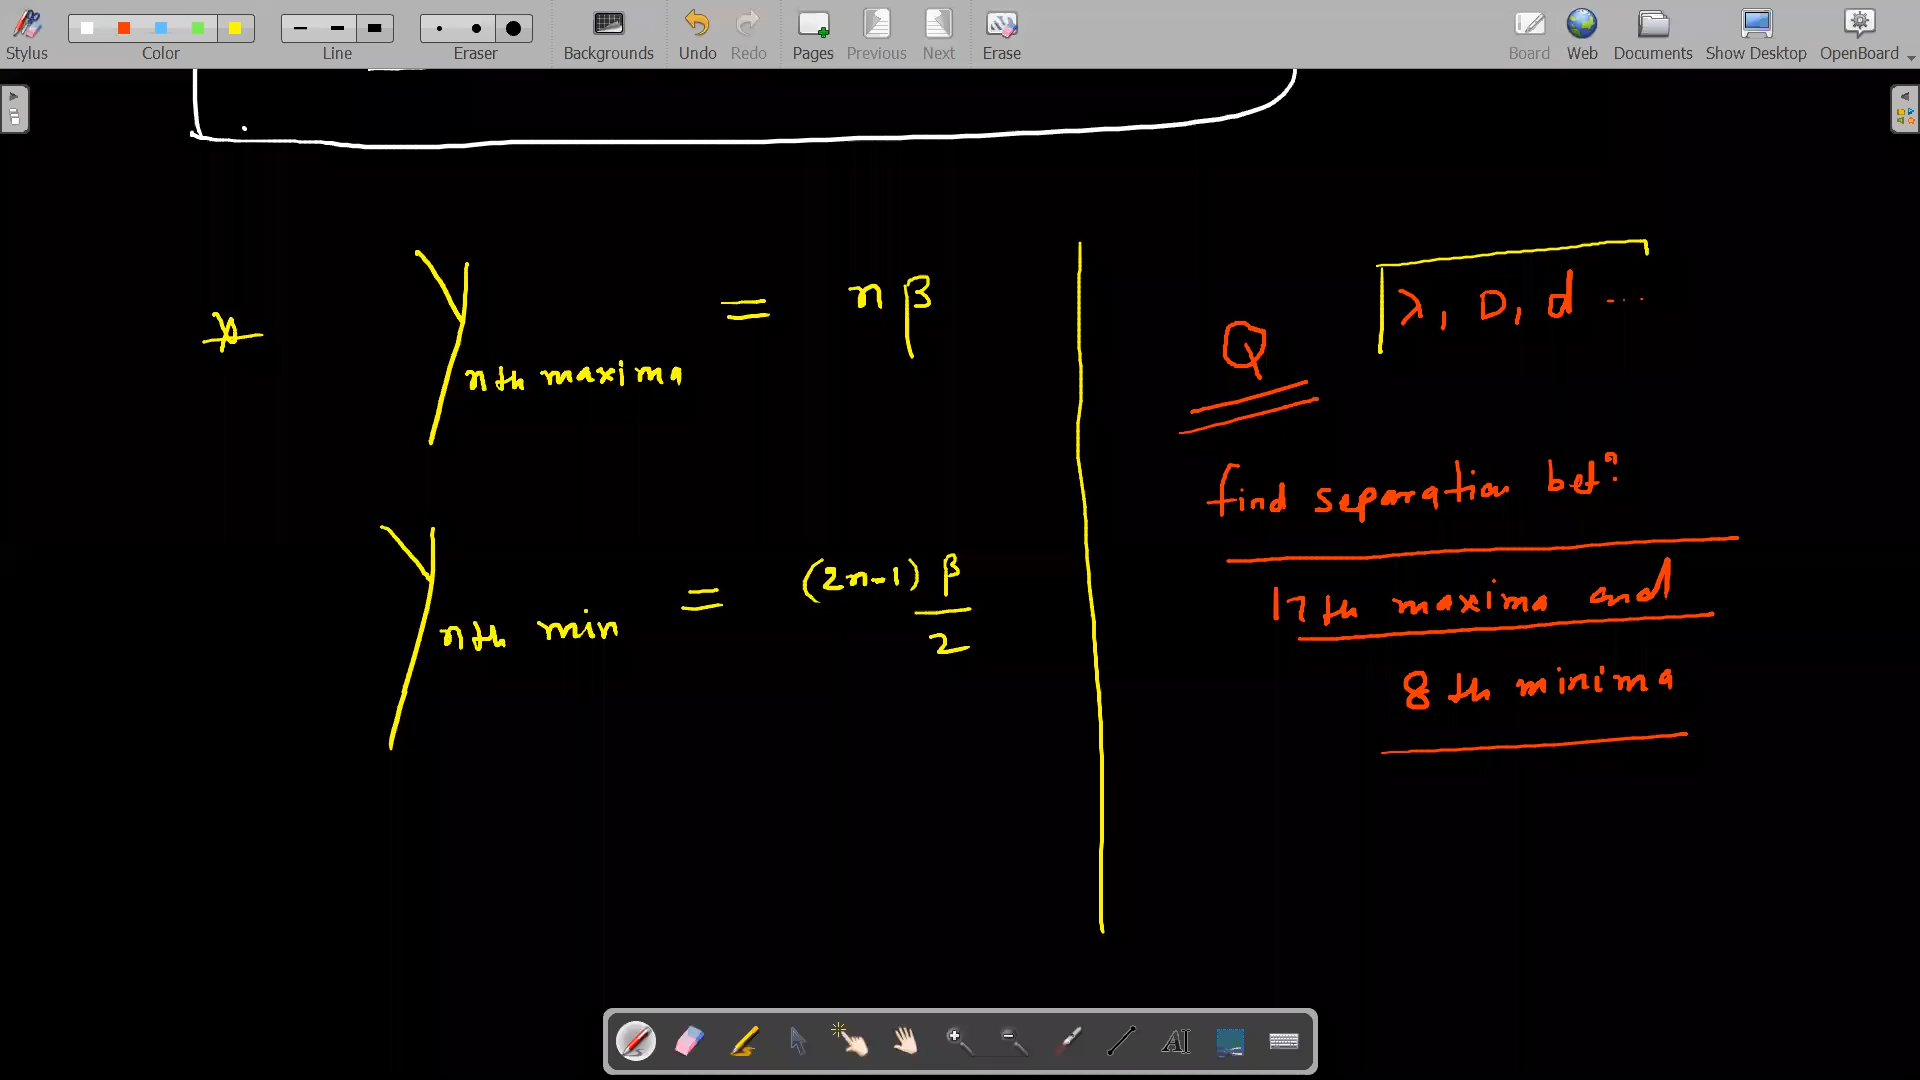 Stylus Color Line Eraser Backgrounds Undo Redo Pages Previous Next Erase Board Web Documents Show Desktop OpenBoard
y nth maxima = nβ
y nth min = (2n-1) β/2
λ, D, d ...
Q
find separation betn
17th maxima and
8th minima
AI